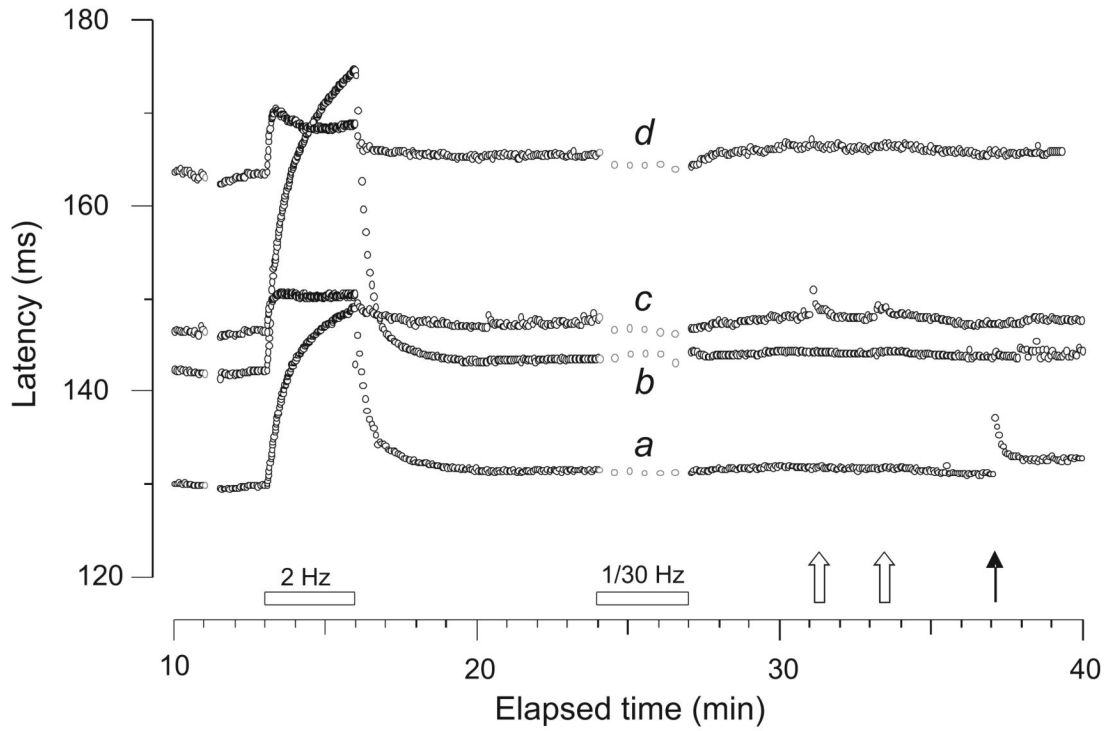 180
d
160
Latency (ms)
c
140
b
a
120
2 Hz
1/30 Hz
10
20
30
40
Elapsed time (min)